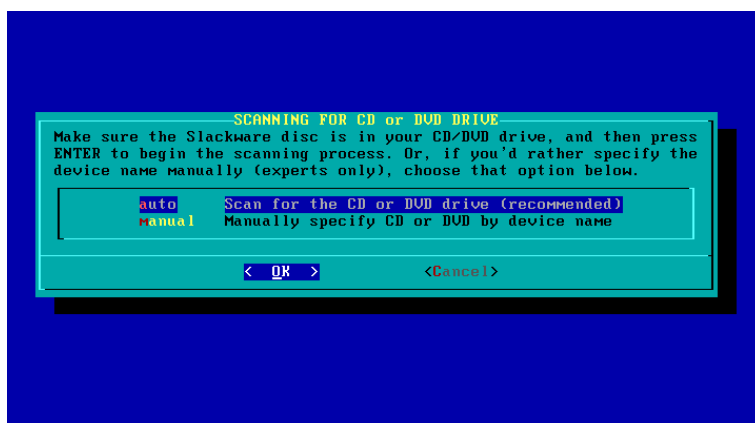 SCANNING FOR CD or DVD DRIVE
Make sure the Slackware disc is in your CD/DVD drive, and then press
ENTER to begin the scanning process. Or, if you'd rather specify the
device name manually (experts only), choose that option below.
auto Scan for the CD or DVD drive (recommended)
manual Manually specify CD or DVD by device name
< OK > <Cancel>